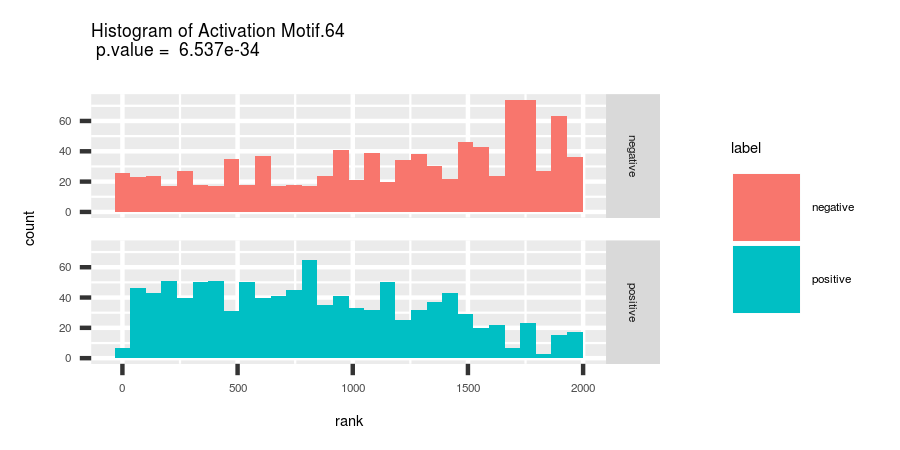 Histogram of Activation Motif.64
p.value = 6.537e-34
count
60
40
20
0
negative
60
40
20
0
positive
0 500 1000 1500 2000
rank
label
negative
positive